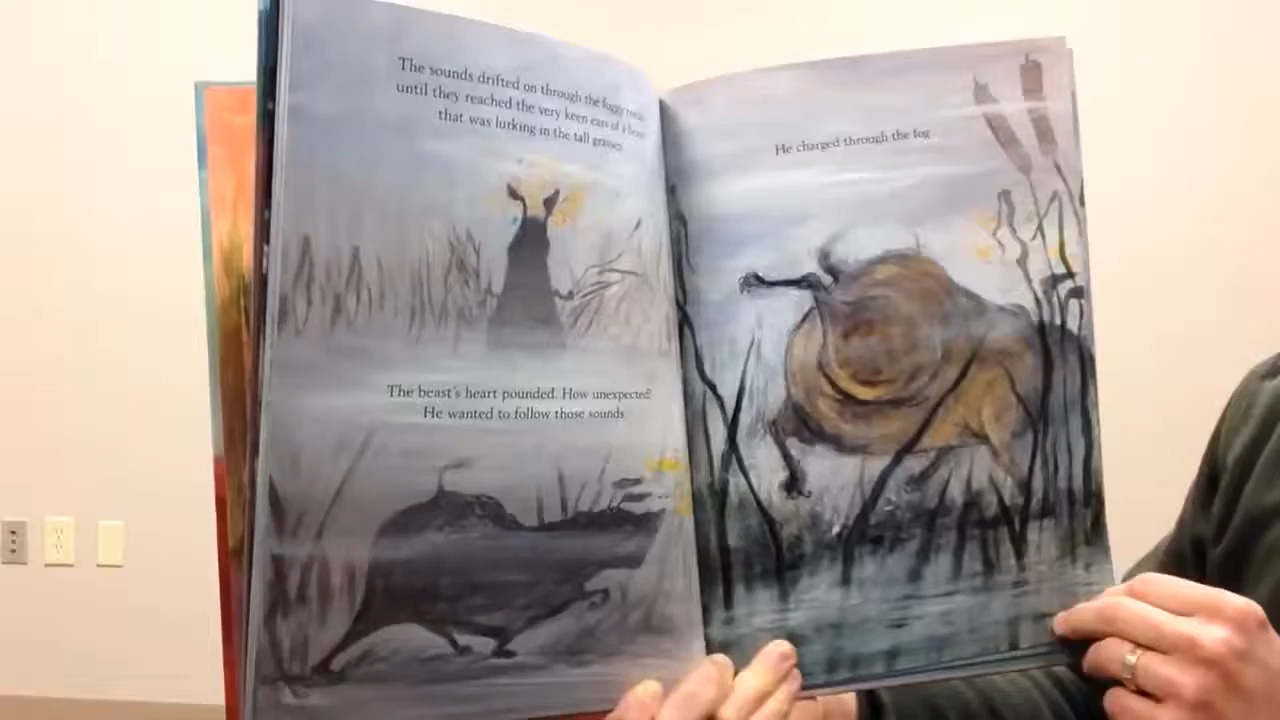 The sounds drifted on through the foggy reeds
until they reached the very keen ears of a beast
that was lurking in the tall grasses.
The beast's heart pounded. How unexpected!
He wanted to follow those sounds.
He charged through the fog